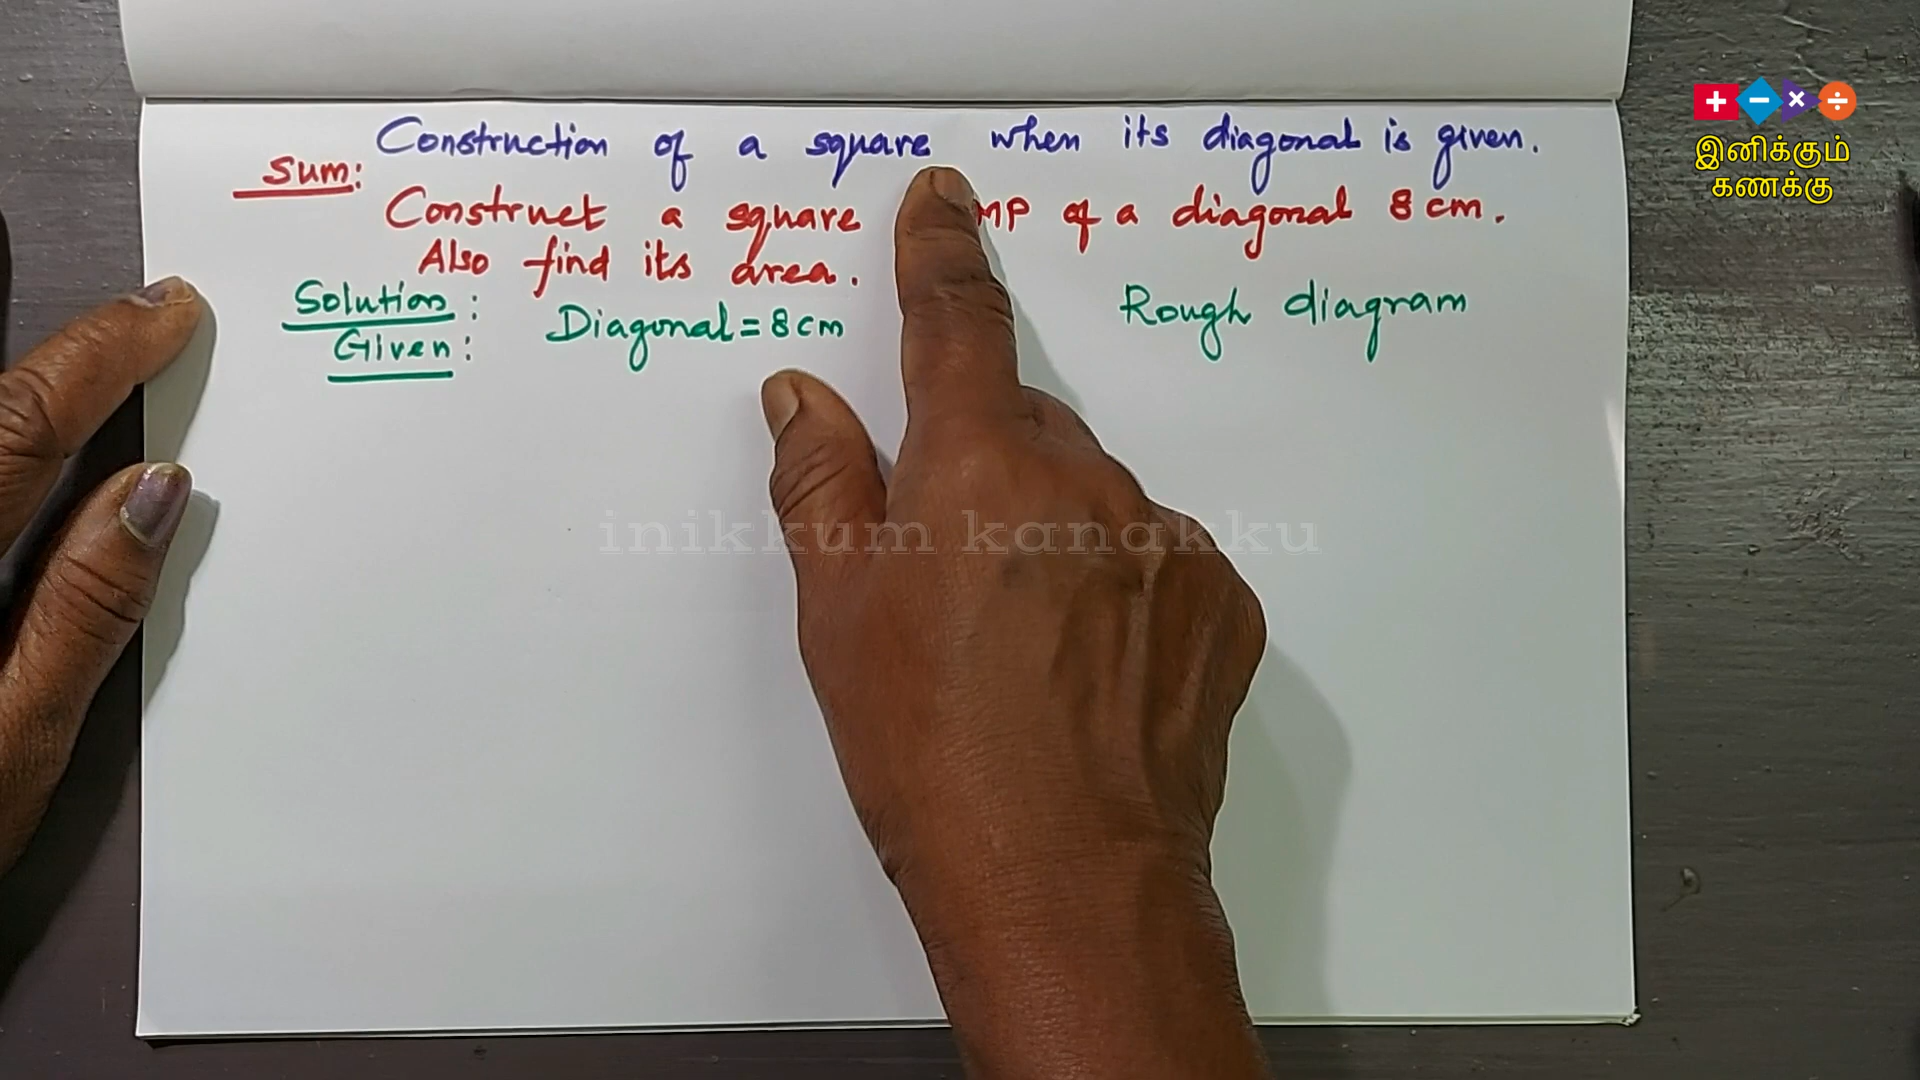 Construction of a square when its diagonal is given.
Sum:
Construct a square MP of a diagonal 8 cm.
Also find its area.
Solution:
Given: Diagonal = 8 cm
Rough diagram
inikkum kanakku
+ − × ÷
இனிக்கும்
கணக்கு